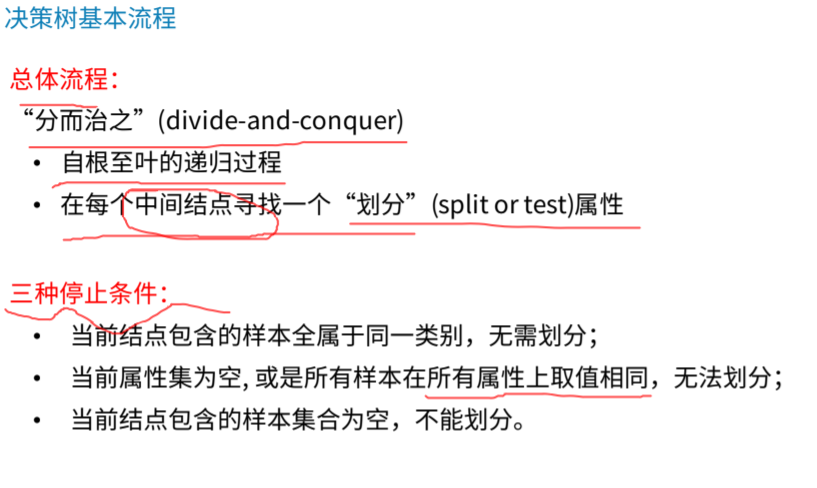 决策树基本流程
总体流程：
“分而治之”(divide-and-conquer)
• 自根至叶的递归过程
• 在每个中间结点寻找一个“划分”(split or test)属性
三种停止条件：
• 当前结点包含的样本全属于同一类别，无需划分；
• 当前属性集为空, 或是所有样本在所有属性上取值相同，无法划分；
• 当前结点包含的样本集合为空，不能划分。